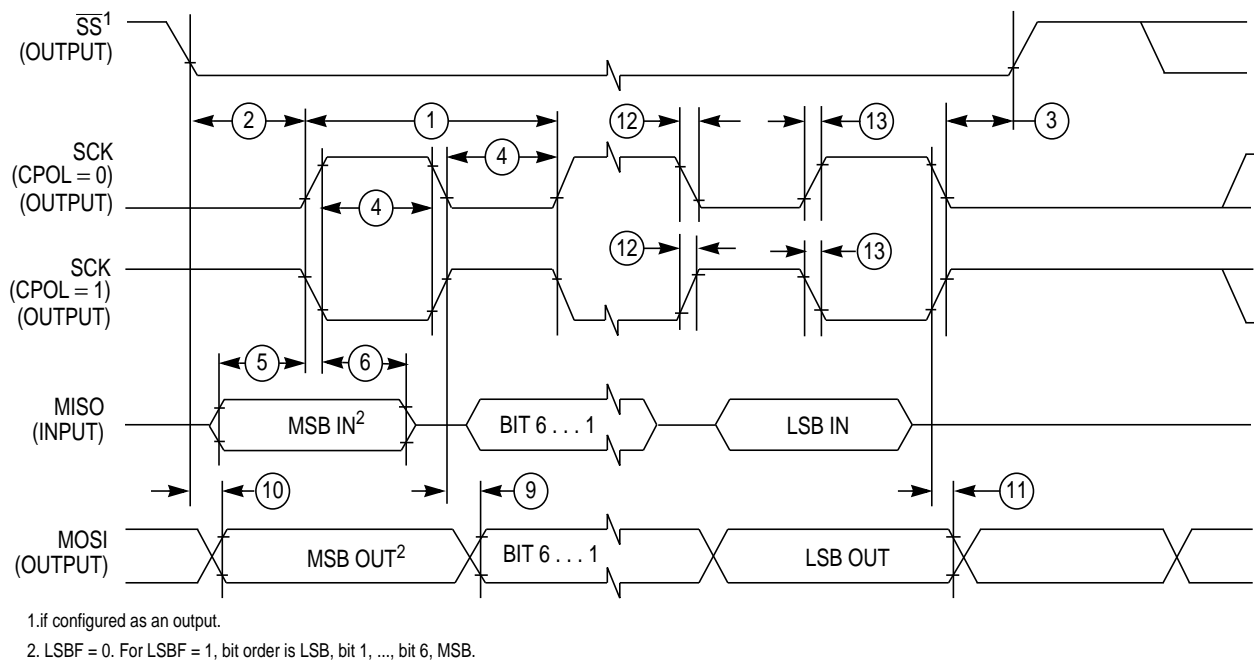 SS1
(OUTPUT)
2
1
12
13
3
SCK
(CPOL = 0)
(OUTPUT)
4
4
SCK
(CPOL = 1)
(OUTPUT)
12
13
5
6
MISO
(INPUT)
MSB IN2
BIT 6 . . . 1
LSB IN
10
9
11
MOSI
(OUTPUT)
MSB OUT2
BIT 6 . . . 1
LSB OUT
1.if configured as an output.
2. LSBF = 0. For LSBF = 1, bit order is LSB, bit 1, ..., bit 6, MSB.